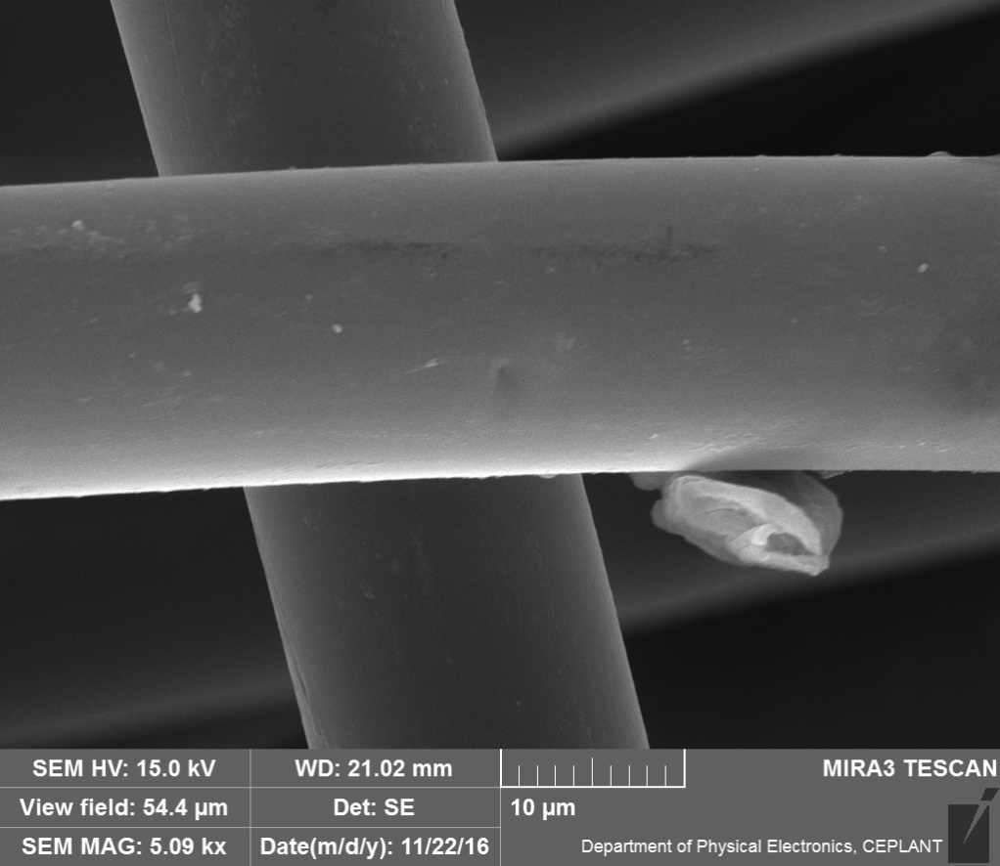 SEM HV: 15.0 kV
WD: 21.02 mm
MIRA3 TESCAN
View field: 54.4 µm
Det: SE
10 µm
SEM MAG: 5.09 kx
Date(m/d/y): 11/22/16
Department of Physical Electronics, CEPLANT